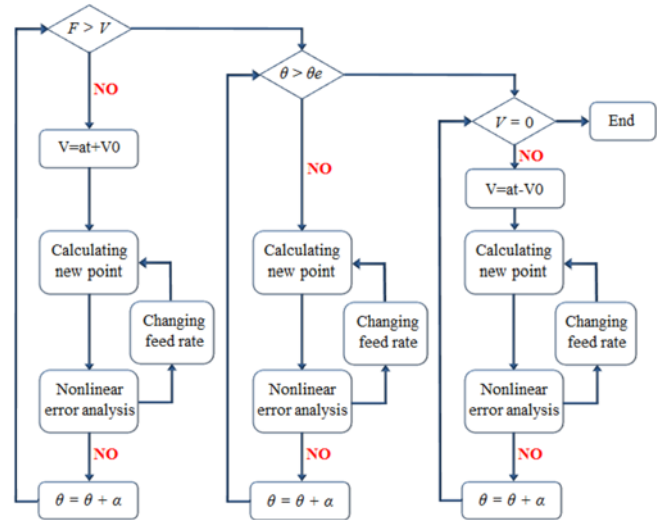 F > V
NO
V=at+V0
Calculating
new point
Changing
feed rate
Nonlinear
error analysis
NO
θ = θ + α
θ > θe
NO
Calculating
new point
Changing
feed rate
Nonlinear
error analysis
NO
θ = θ + α
V = 0
End
NO
V=at-V0
Calculating
new point
Changing
feed rate
Nonlinear
error analysis
NO
θ = θ + α